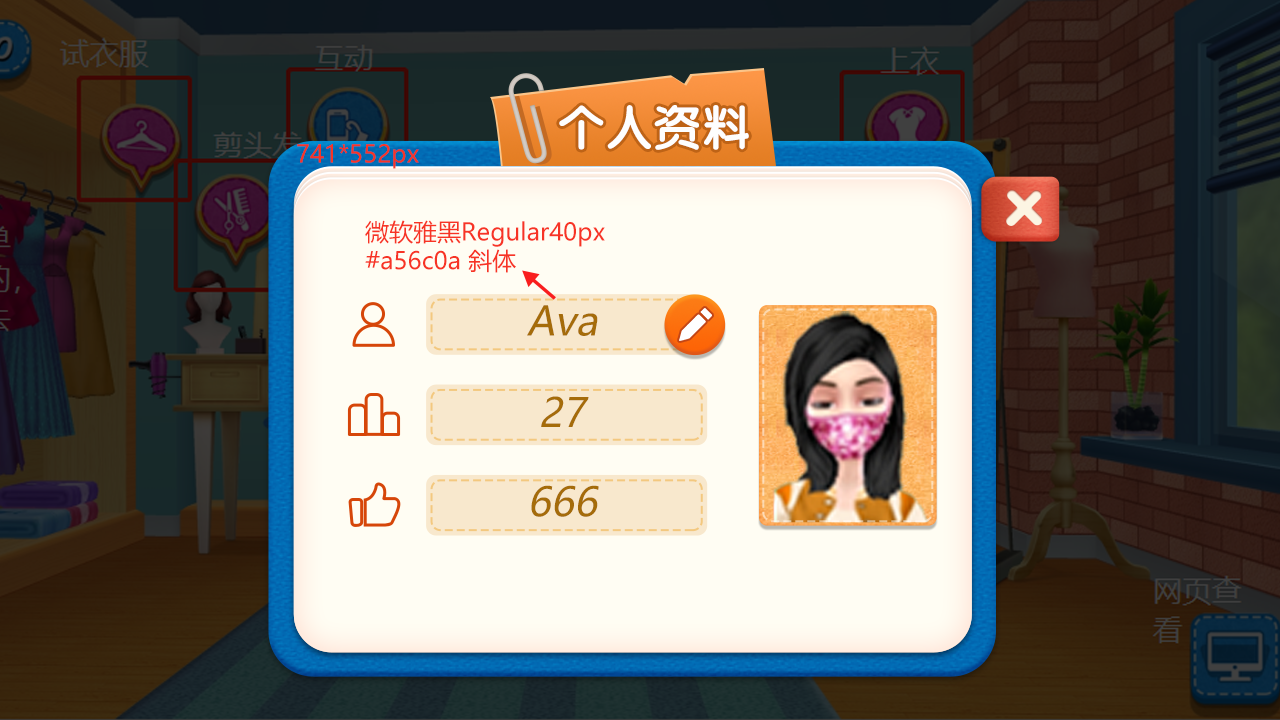 试衣服
互动
上衣
个人资料
剪头发
741*552px
微软雅黑Regular40px
#a56c0a 斜体
Ava
27
666
的,
去
网页查
看